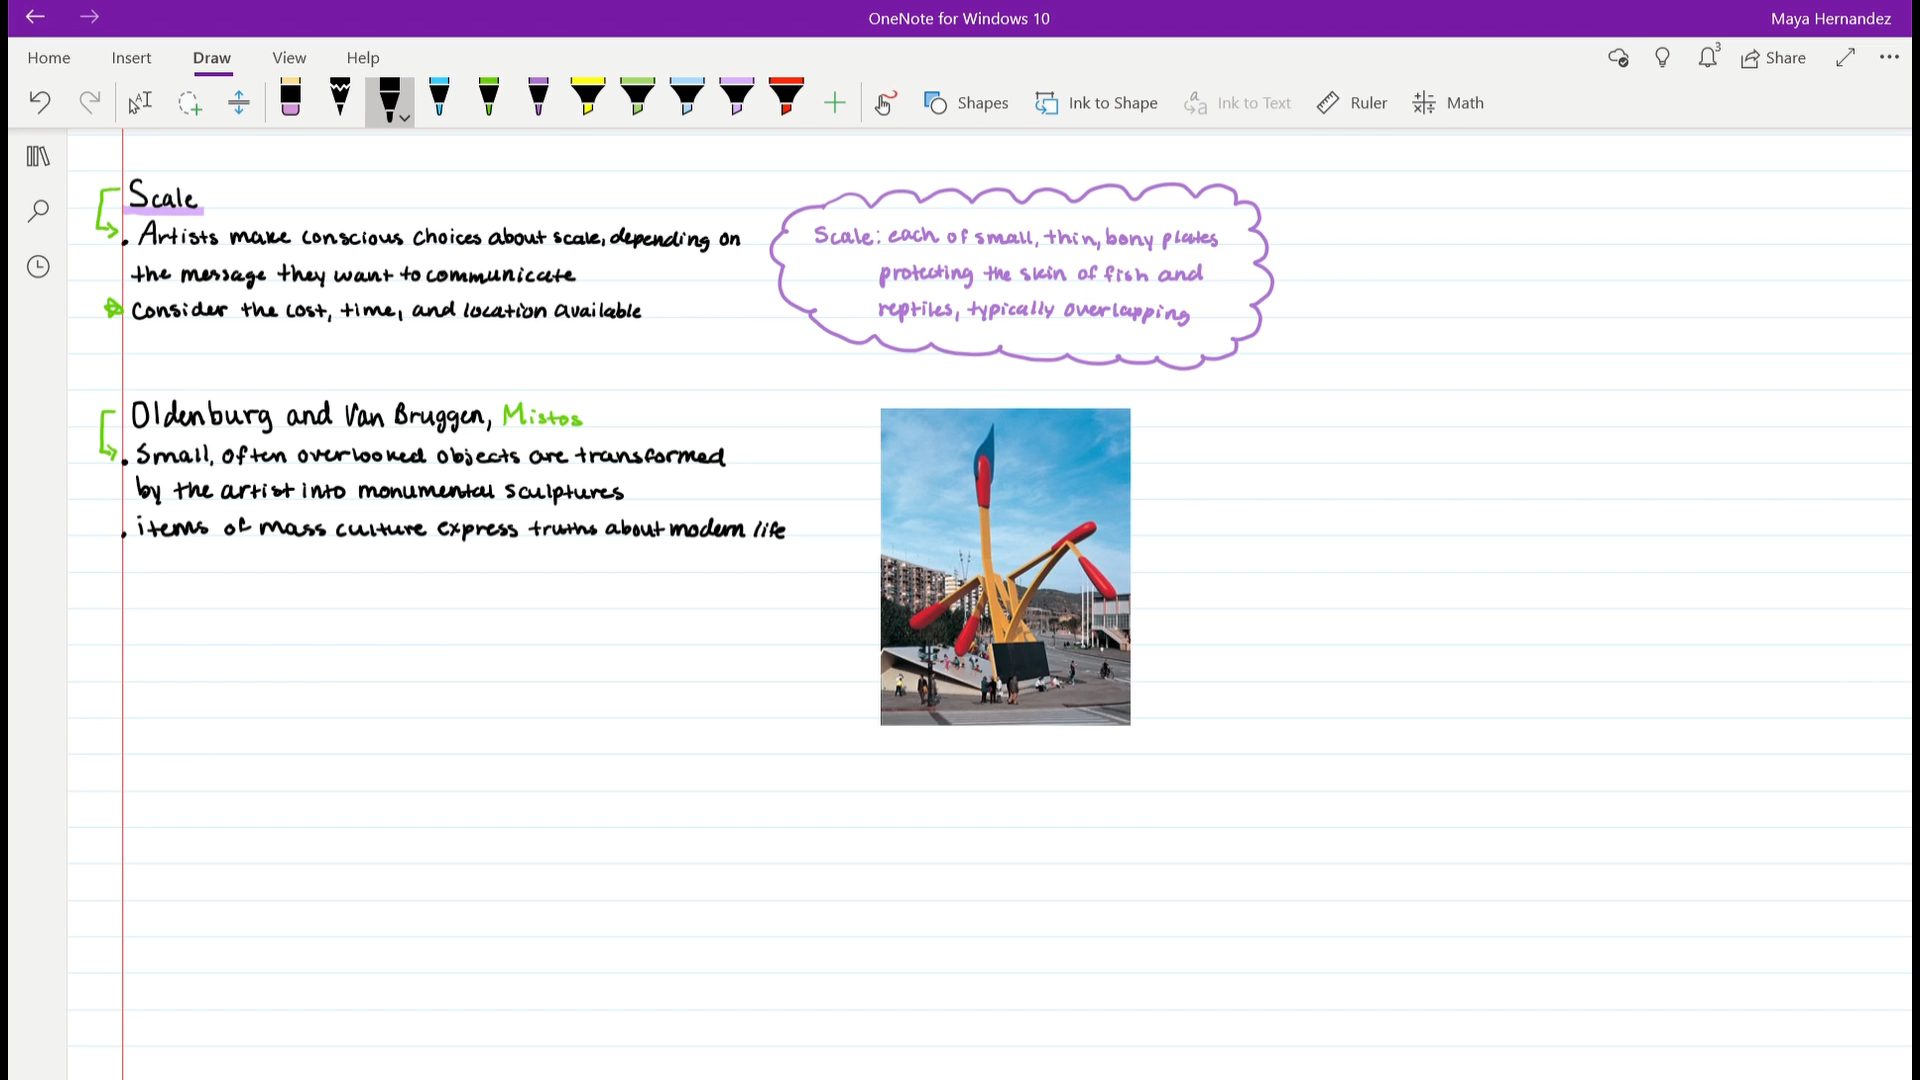 OneNote for Windows 10
Maya Hernandez
Home Insert Draw View Help
3 Share
Shapes Ink to Shape Ink to Text Ruler Math
Scale
• Artists make conscious choices about scale, depending on
the message they want to communicate
Consider the cost, time, and location available
Scale: each of small, thin, bony plates
protecting the skin of fish and
reptiles, typically overlapping
Oldenburg and Van Bruggen, Mistos
• Small, often overlooked objects are transformed
by the artist into monumental sculptures
• items of mass culture express truths about modern life